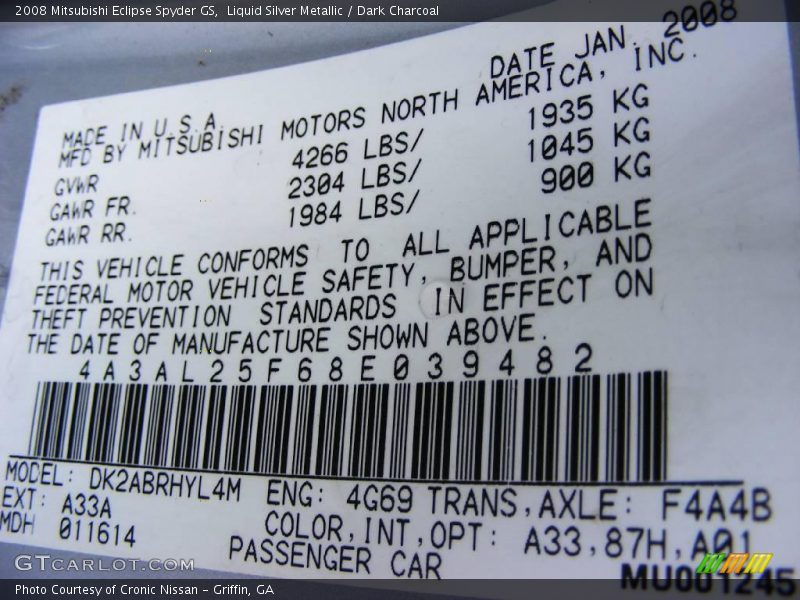 2008 Mitsubishi Eclipse Spyder GS,  Liquid Silver Metallic / Dark Charcoal
DATE JAN. 2008
MADE IN U.S.A.
MFD BY MITSUBISHI MOTORS NORTH AMERICA, INC.
GVWR 4266 LBS/ 1935 KG
GAWR FR. 2304 LBS/ 1045 KG
GAWR RR. 1984 LBS/ 900 KG
THIS VEHICLE CONFORMS TO ALL APPLICABLE
FEDERAL MOTOR VEHICLE SAFETY, BUMPER, AND
THEFT PREVENTION STANDARDS IN EFFECT ON
THE DATE OF MANUFACTURE SHOWN ABOVE.
4A3AL25F68E039482
MODEL: DK2ABRHYL4M ENG: 4G69 TRANS,AXLE: F4A4B
EXT: A33A COLOR,INT,OPT: A33,87H,A01
MDH 011614 PASSENGER CAR
MU001245
GTCARLOT.COM
Photo Courtesy of Cronic Nissan – Griffin, GA